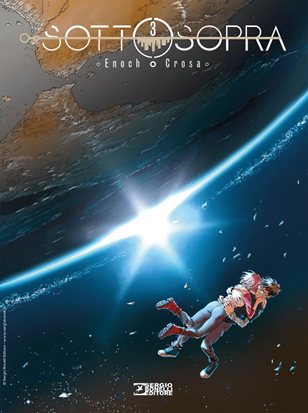 3
SOTTOSOPRA
Enoch Crosa
SERGIO
BONELLI
EDITORE